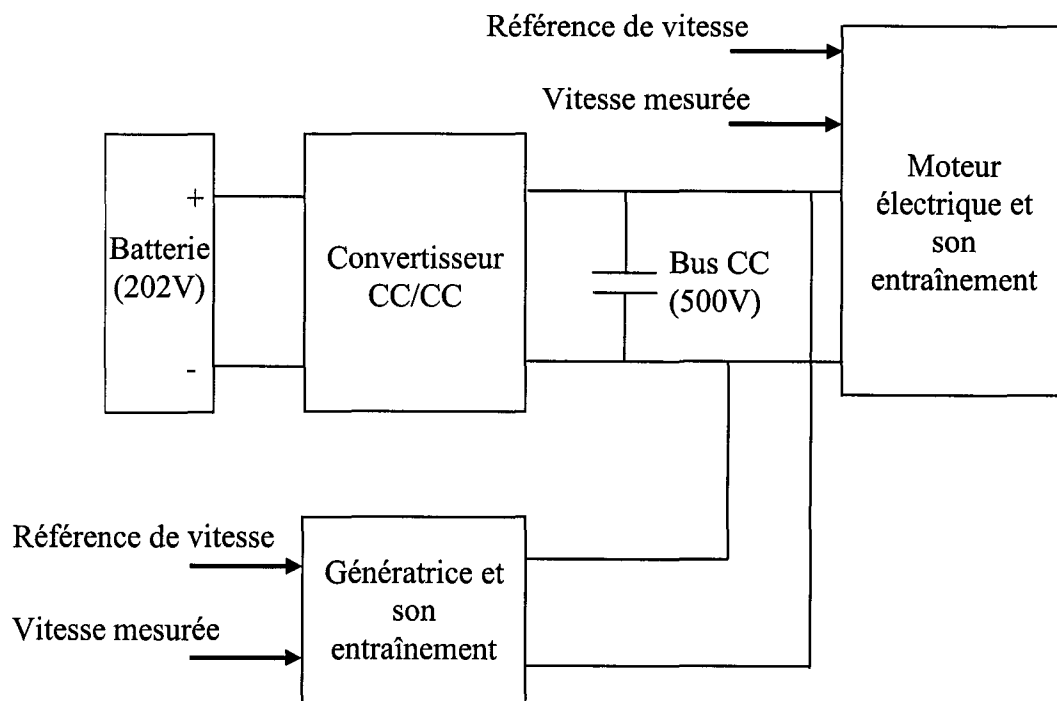 Référence de vitesse
Vitesse mesurée
Moteur
électrique et
son
entraînement
+
Batterie
(202V)
-
Convertisseur
CC/CC
Bus CC
(500V)
Référence de vitesse
Vitesse mesurée
Génératrice et
son
entraînement